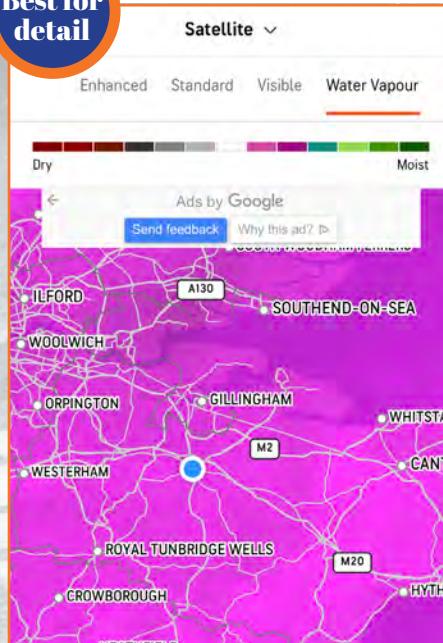 Best for
detail
Satellite
Enhanced Standard Visible Water Vapour
Dry Moist
Ads by Google
Send feedback Why this ad?
ILFORD
A130
SOUTHEND-ON-SEA
WOOLWICH
ORPINGTON
GILLINGHAM
WHITSTA
M2
WESTERHAM
CANT
ROYAL TUNBRIDGE WELLS
M20
CROWBOROUGH
HYTH